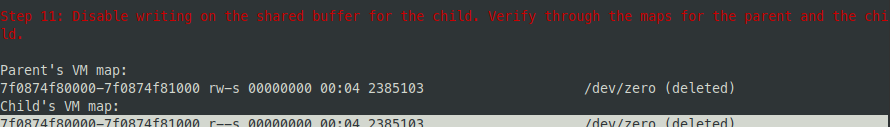 Step 11: Disable writing on the shared buffer for the child. Verify through the maps for the parent and the chi
ld.
Parent's VM map:
7f0874f80000-7f0874f81000 rw-s 00000000 00:04 2385103 /dev/zero (deleted)
Child's VM map:
7f0874f80000-7f0874f81000 r--s 00000000 00:04 2385103 /dev/zero (deleted)